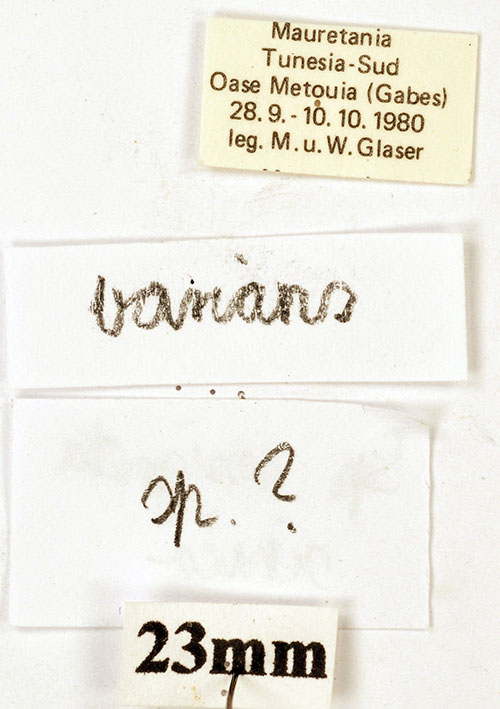 Mauretania
Tunesia-Sud
Oase Metouia (Gabes)
28. 9. - 10. 10. 1980
leg. M. u. W. Glaser
varians
sp. ?
23mm